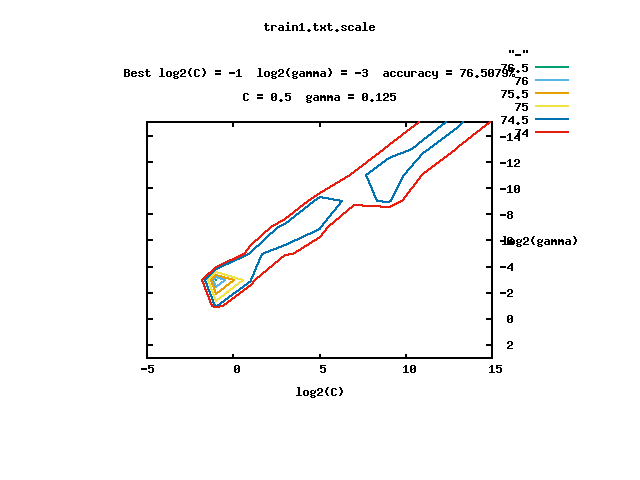 train1.txt.scale
"-"
Best log2(C) = -1 log2(gamma) = -3 accuracy = 76.5079%
76.5
76
C = 0.5 gamma = 0.125
75.5
75
74.5
74
-14
-12
-10
-8
-6
log2(gamma)
-4
-2
0
2
-5 0 5 10 15
log2(C)